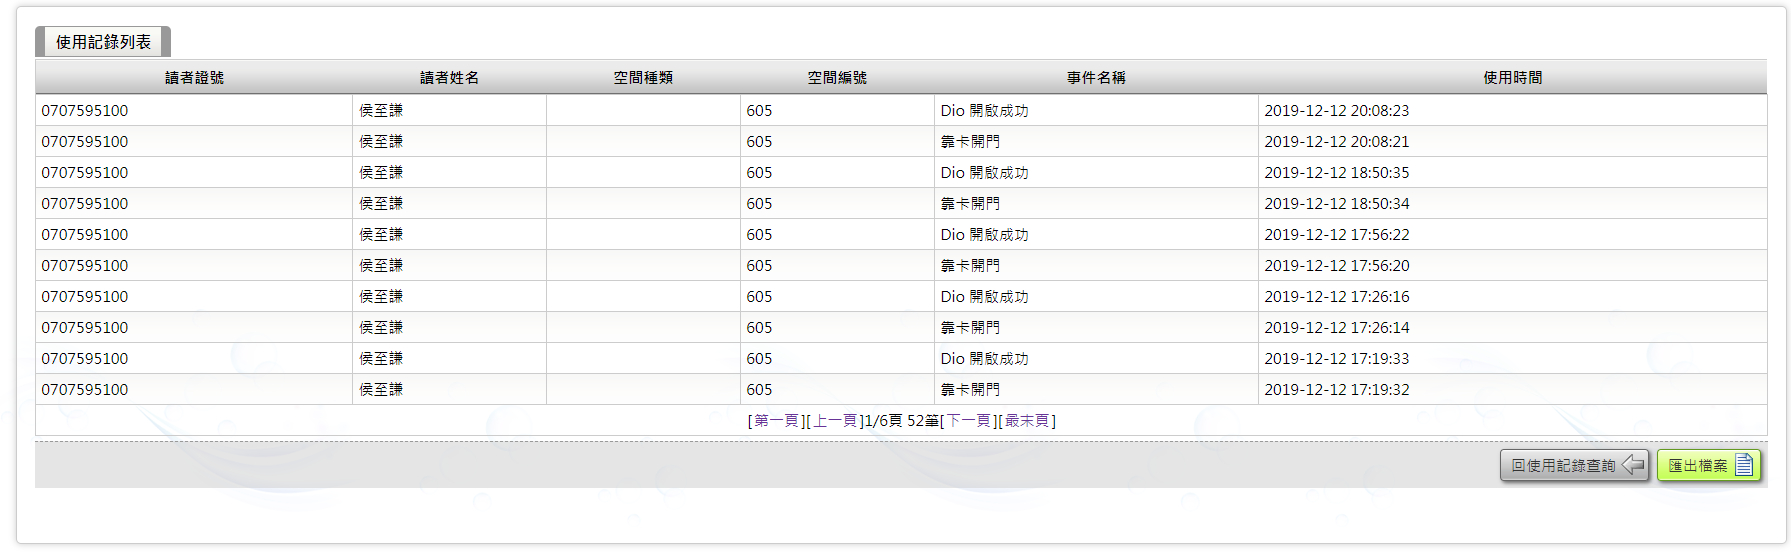 使用記錄列表
讀者證號 讀者姓名 空間種類 空間編號 事件名稱 使用時間
0707595100 侯至謙 605 Dio 開啟成功 2019-12-12 20:08:23
0707595100 侯至謙 605 靠卡開門 2019-12-12 20:08:21
0707595100 侯至謙 605 Dio 開啟成功 2019-12-12 18:50:35
0707595100 侯至謙 605 靠卡開門 2019-12-12 18:50:34
0707595100 侯至謙 605 Dio 開啟成功 2019-12-12 17:56:22
0707595100 侯至謙 605 靠卡開門 2019-12-12 17:56:20
0707595100 侯至謙 605 Dio 開啟成功 2019-12-12 17:26:16
0707595100 侯至謙 605 靠卡開門 2019-12-12 17:26:14
0707595100 侯至謙 605 Dio 開啟成功 2019-12-12 17:19:33
0707595100 侯至謙 605 靠卡開門 2019-12-12 17:19:32
[第一頁][上一頁]1/6頁 52筆[下一頁][最末頁]
回使用記錄查詢 匯出檔案